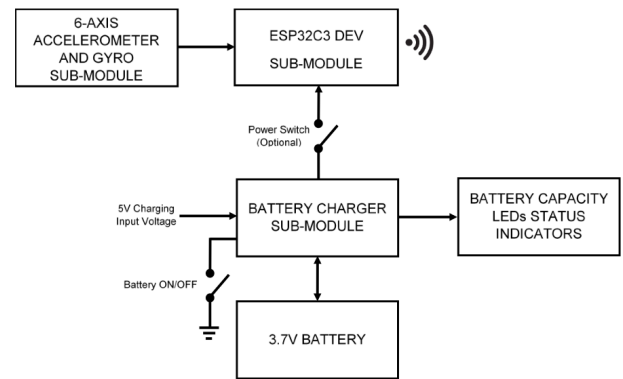 6-AXIS
ACCELEROMETER
AND GYRO
SUB-MODULE
ESP32C3 DEV
SUB-MODULE
Power Switch
(Optional)
5V Charging
Input Voltage
BATTERY CHARGER
SUB-MODULE
BATTERY CAPACITY
LEDs STATUS
INDICATORS
Battery ON/OFF
3.7V BATTERY